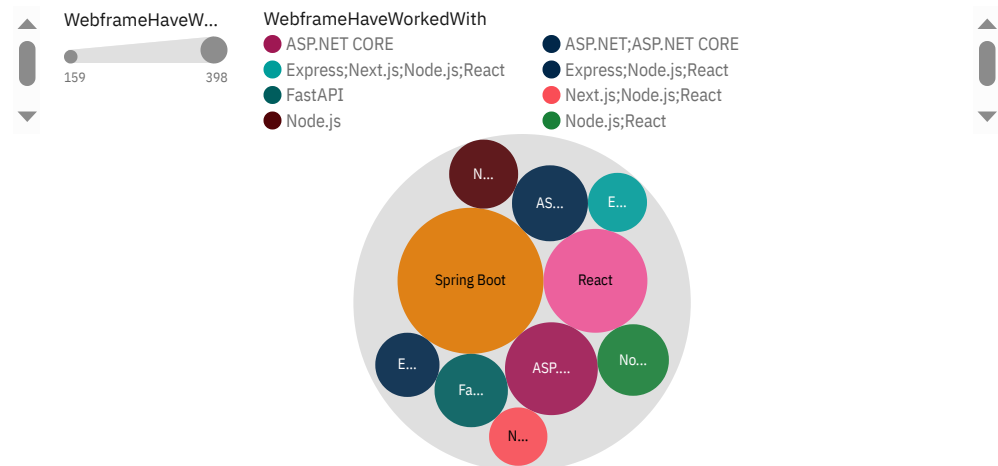 WebframeHaveW...
159
398
WebframeHaveWorkedWith
ASP.NET CORE
ASP.NET;ASP.NET CORE
Express;Next.js;Node.js;React
Express;Node.js;React
FastAPI
Next.js;Node.js;React
Node.js
Node.js;React
N...
AS...
E...
Spring Boot
React
E...
Fa...
ASP....
No...
N...